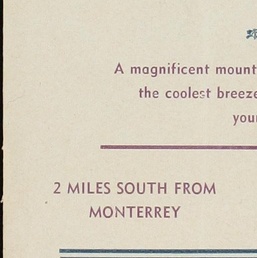 A magnificent mount
the coolest breeze
your
2 MILES SOUTH FROM
MONTERREY